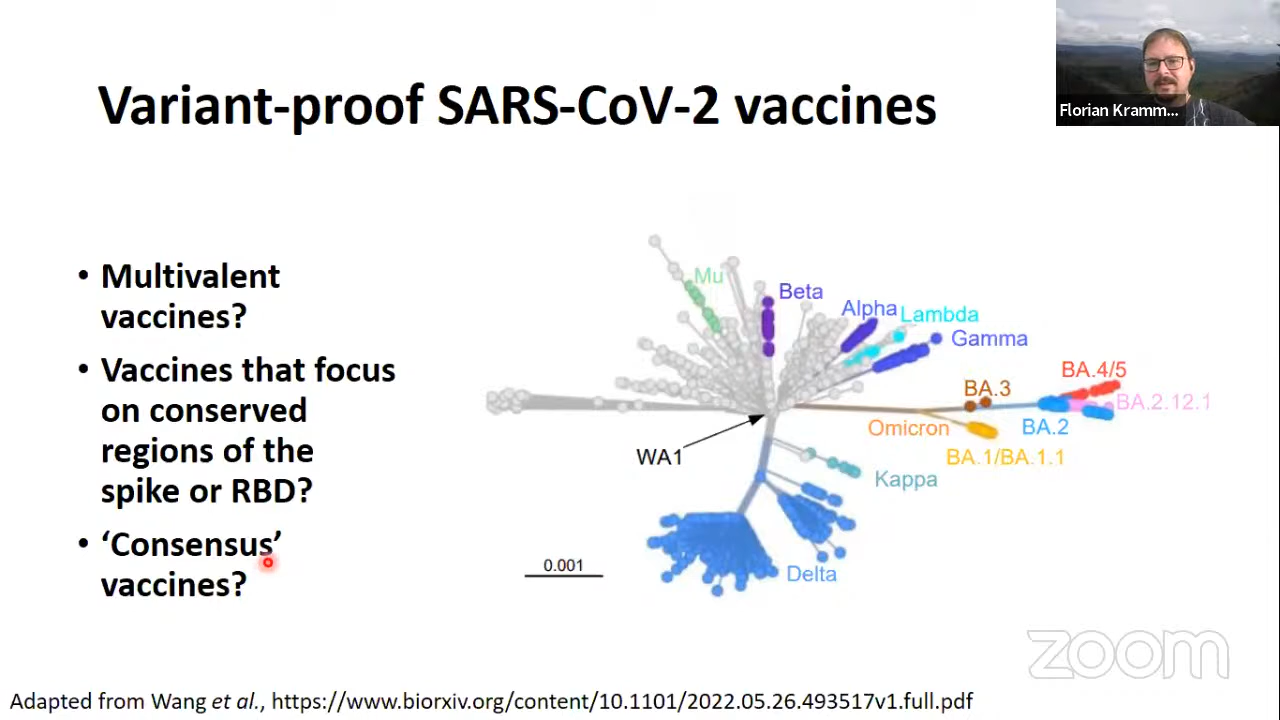 Variant-proof SARS-CoV-2 vaccines
Florian Kramm...
• Multivalent
vaccines?
• Vaccines that focus
on conserved
regions of the
spike or RBD?
• ‘Consensus’
vaccines?
Mu
Beta
Alpha
Lambda
Gamma
BA.4/5
BA.3
BA.2.12.1
Omicron
BA.2
BA.1/BA.1.1
WA1
Kappa
0.001
Delta
zoom
Adapted from Wang et al., https://www.biorxiv.org/content/10.1101/2022.05.26.493517v1.full.pdf